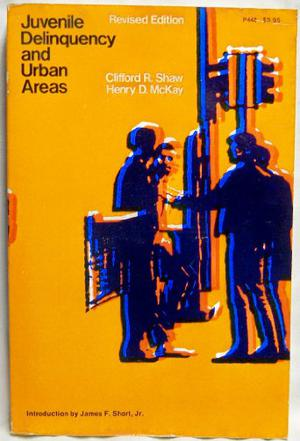 Juvenile
Delinquency
and
Urban
Areas
Revised Edition
P442 $3.95
Clifford R. Shaw
Henry D. McKay
Introduction by James F. Short, Jr.